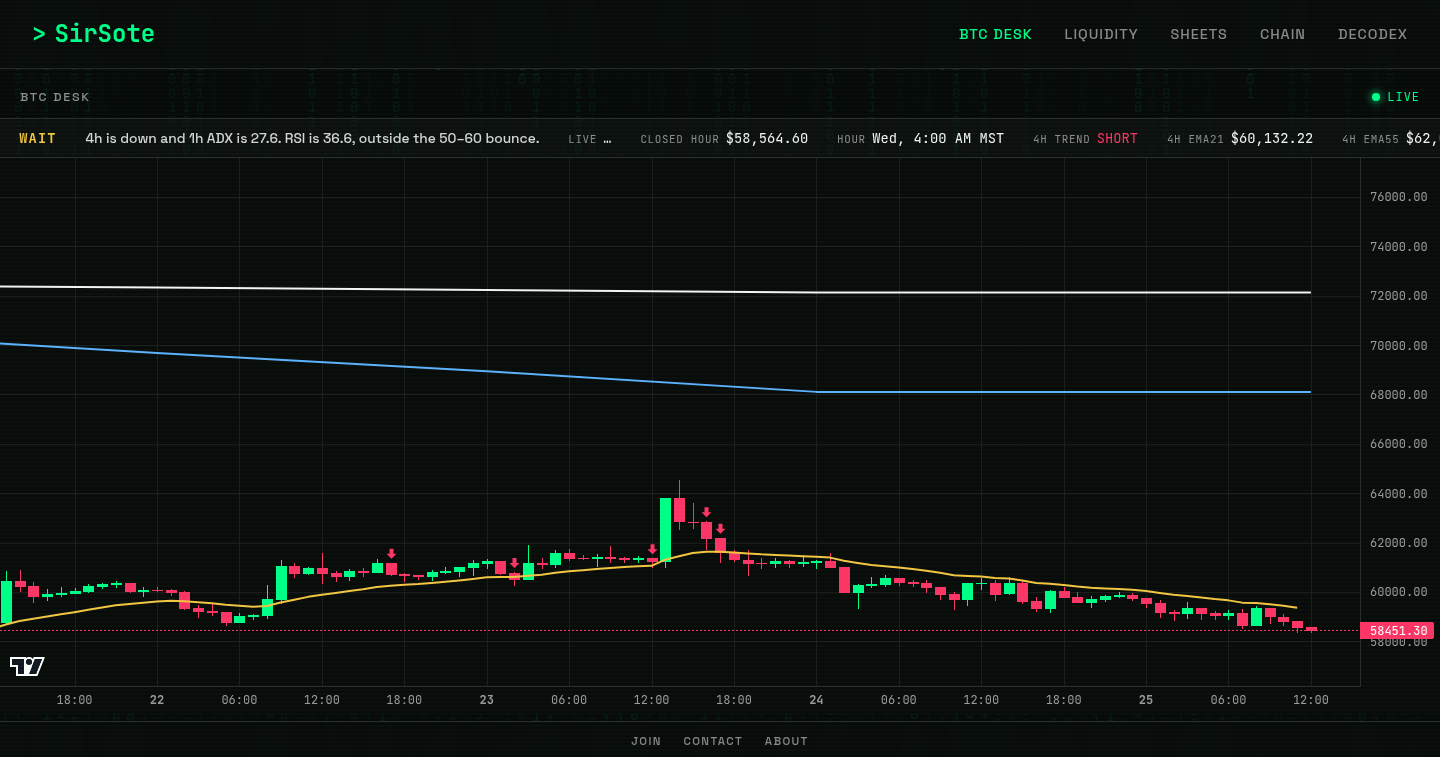 > SirSote
BTC DESK LIQUIDITY SHEETS CHAIN DECODEX
BTC DESK
LIVE
WAIT 4h is down and 1h ADX is 27.6. RSI is 36.6, outside the 50–60 bounce. LIVE … CLOSED HOUR $58,564.60 HOUR Wed, 4:00 AM MST 4H TREND SHORT 4H EMA21 $60,132.22 4H EMA55 $62,
76000.00
74000.00
72000.00
70000.00
68000.00
66000.00
64000.00
62000.00
60000.00
58451.30
58000.00
18:00 22 06:00 12:00 18:00 23 06:00 12:00 18:00 24 06:00 12:00 18:00 25 06:00 12:00
JOIN CONTACT ABOUT